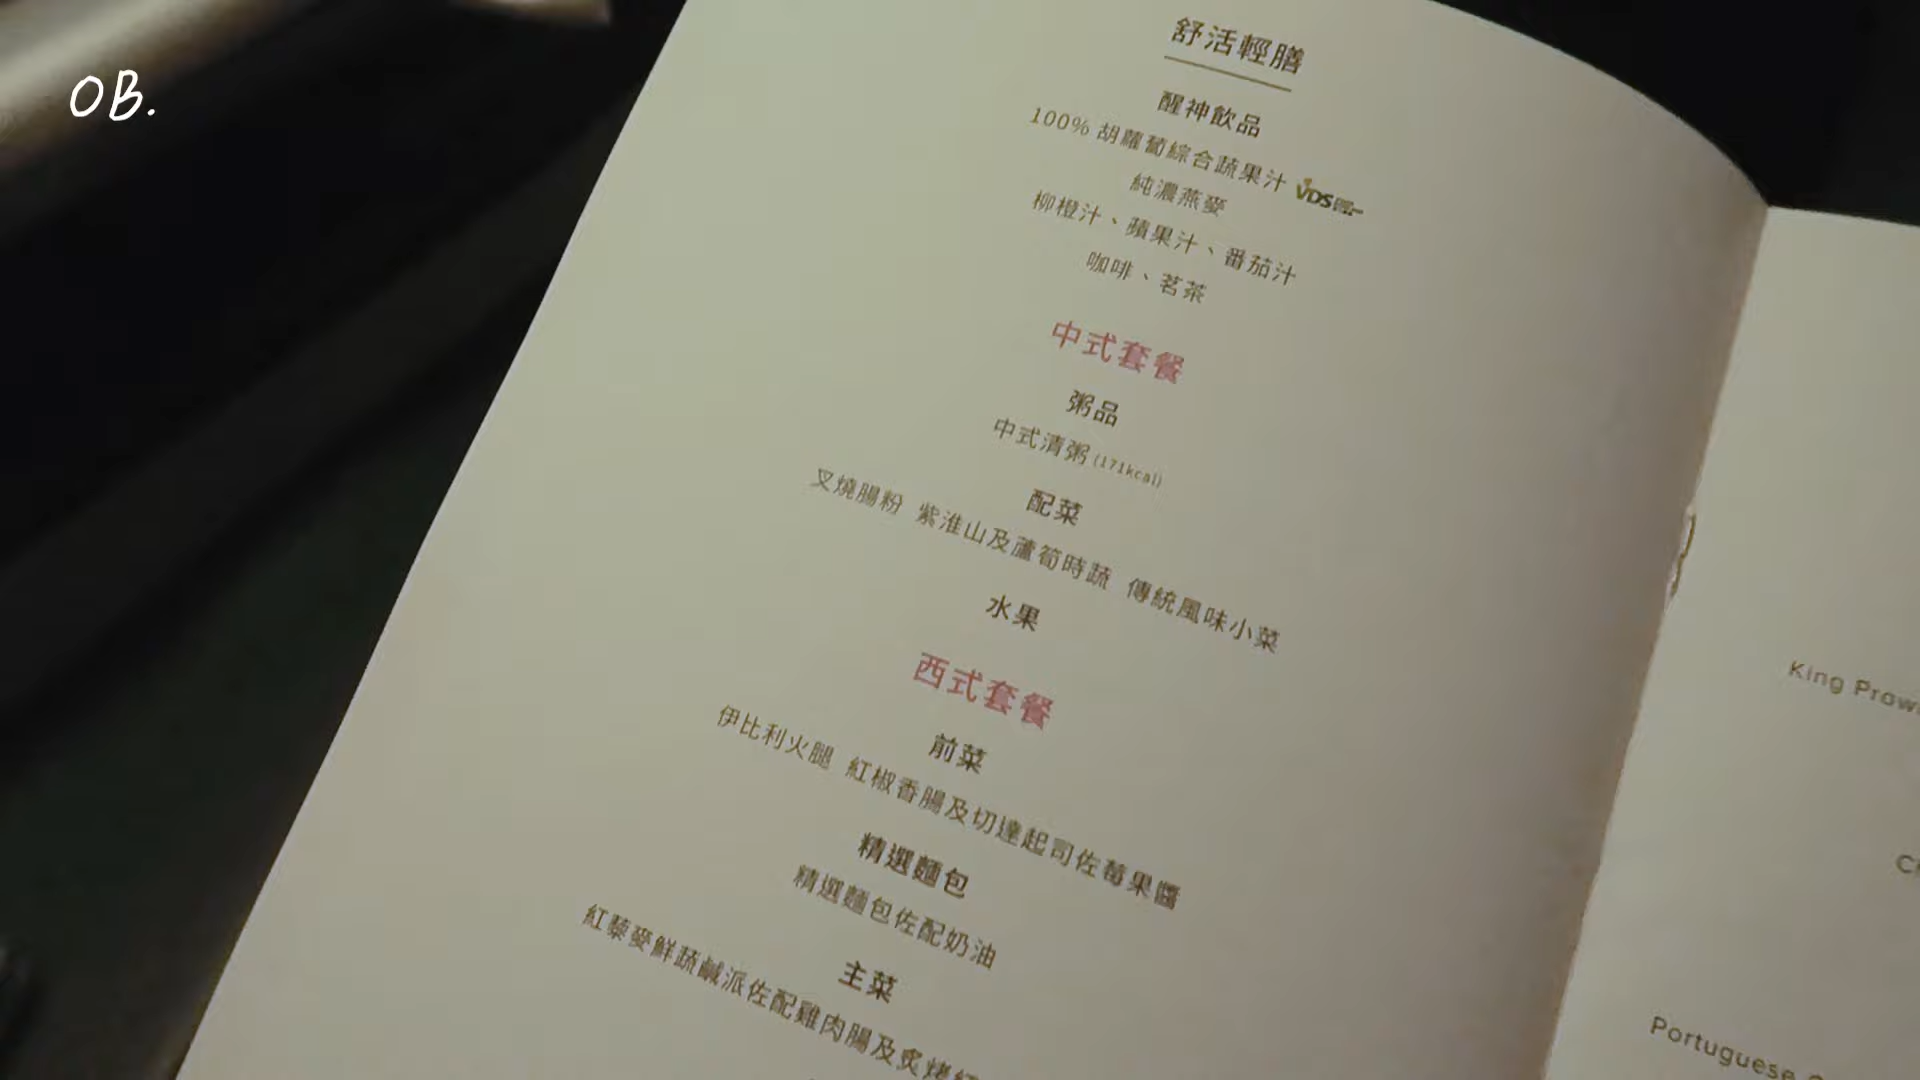 OB.
舒活輕膳
醒神飲品
100% 胡蘿蔔綜合蔬果汁 VDS
純濃燕麥
柳橙汁、蘋果汁、番茄汁
咖啡、茗茶
中式套餐
粥品
中式清粥 (171kcal)
配菜
叉燒腸粉 紫淮山及蘆筍時蔬 傳統風味小菜
水果
西式套餐
前菜
伊比利火腿 紅椒香腸及切達起司佐莓果醬
精選麵包
精選麵包佐配奶油
主菜
紅藜麥鮮蔬鹹派佐配雞肉腸及炙烤
King
Portuguese